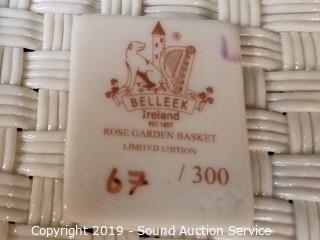 ®
BELLEEK
Ireland
EST 1857
ROSE GARDEN BASKET
LIMITED EDITION
67 / 300
Copyright 2019 - Sound Auction Service